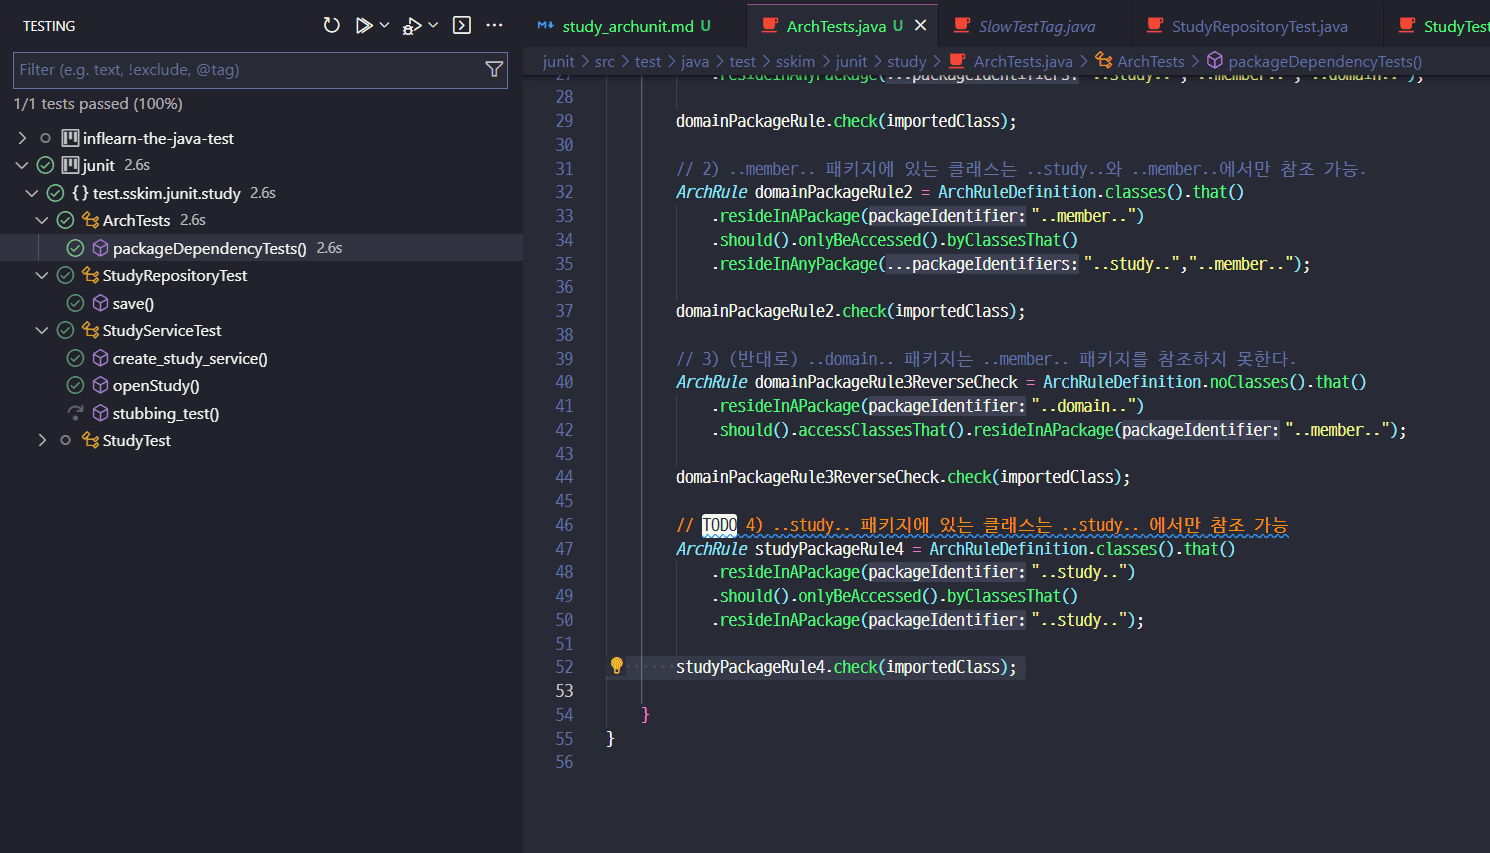 TESTING
Filter (e.g. text, !exclude, @tag)
1/1 tests passed (100%)
inflearn-the-java-test
junit 2.6s
{} test.sskim.junit.study 2.6s
ArchTests 2.6s
packageDependencyTests() 2.6s
StudyRepositoryTest
save()
StudyServiceTest
create_study_service()
openStudy()
stubbing_test()
StudyTest
study_archunit.md U
ArchTests.java U
SlowTestTag.java
StudyRepositoryTest.java
StudyTest
junit > src > test > java > test > sskim > junit > study > ArchTests.java > ArchTests > packageDependencyTests()
27 .resideInAnyPackage(...packageIdentifiers: "..study..","..member..","..domain..");
28
29 domainPackageRule.check(importedClass);
30
31 // 2) ..member.. 패키지에 있는 클래스는 ..study..와 ..member..에서만 참조 가능.
32 ArchRule domainPackageRule2 = ArchRuleDefinition.classes().that()
33 .resideInAPackage(packageIdentifier: "..member..")
34 .should().onlyBeAccessed().byClassesThat()
35 .resideInAnyPackage(...packageIdentifiers: "..study..","..member..");
36
37 domainPackageRule2.check(importedClass);
38
39 // 3) (반대로) ..domain.. 패키지는 ..member.. 패키지를 참조하지 못한다.
40 ArchRule domainPackageRule3ReverseCheck = ArchRuleDefinition.noClasses().that()
41 .resideInAPackage(packageIdentifier: "..domain..")
42 .should().accessClassesThat().resideInAPackage(packageIdentifier: "..member..");
43
44 domainPackageRule3ReverseCheck.check(importedClass);
45
46 // TODO 4) ..study.. 패키지에 있는 클래스는 ..study.. 에서만 참조 가능
47 ArchRule studyPackageRule4 = ArchRuleDefinition.classes().that()
48 .resideInAPackage(packageIdentifier: "..study..")
49 .should().onlyBeAccessed().byClassesThat()
50 .resideInAPackage(packageIdentifier: "..study..");
51
52 studyPackageRule4.check(importedClass);
53
54 }
55 }
56